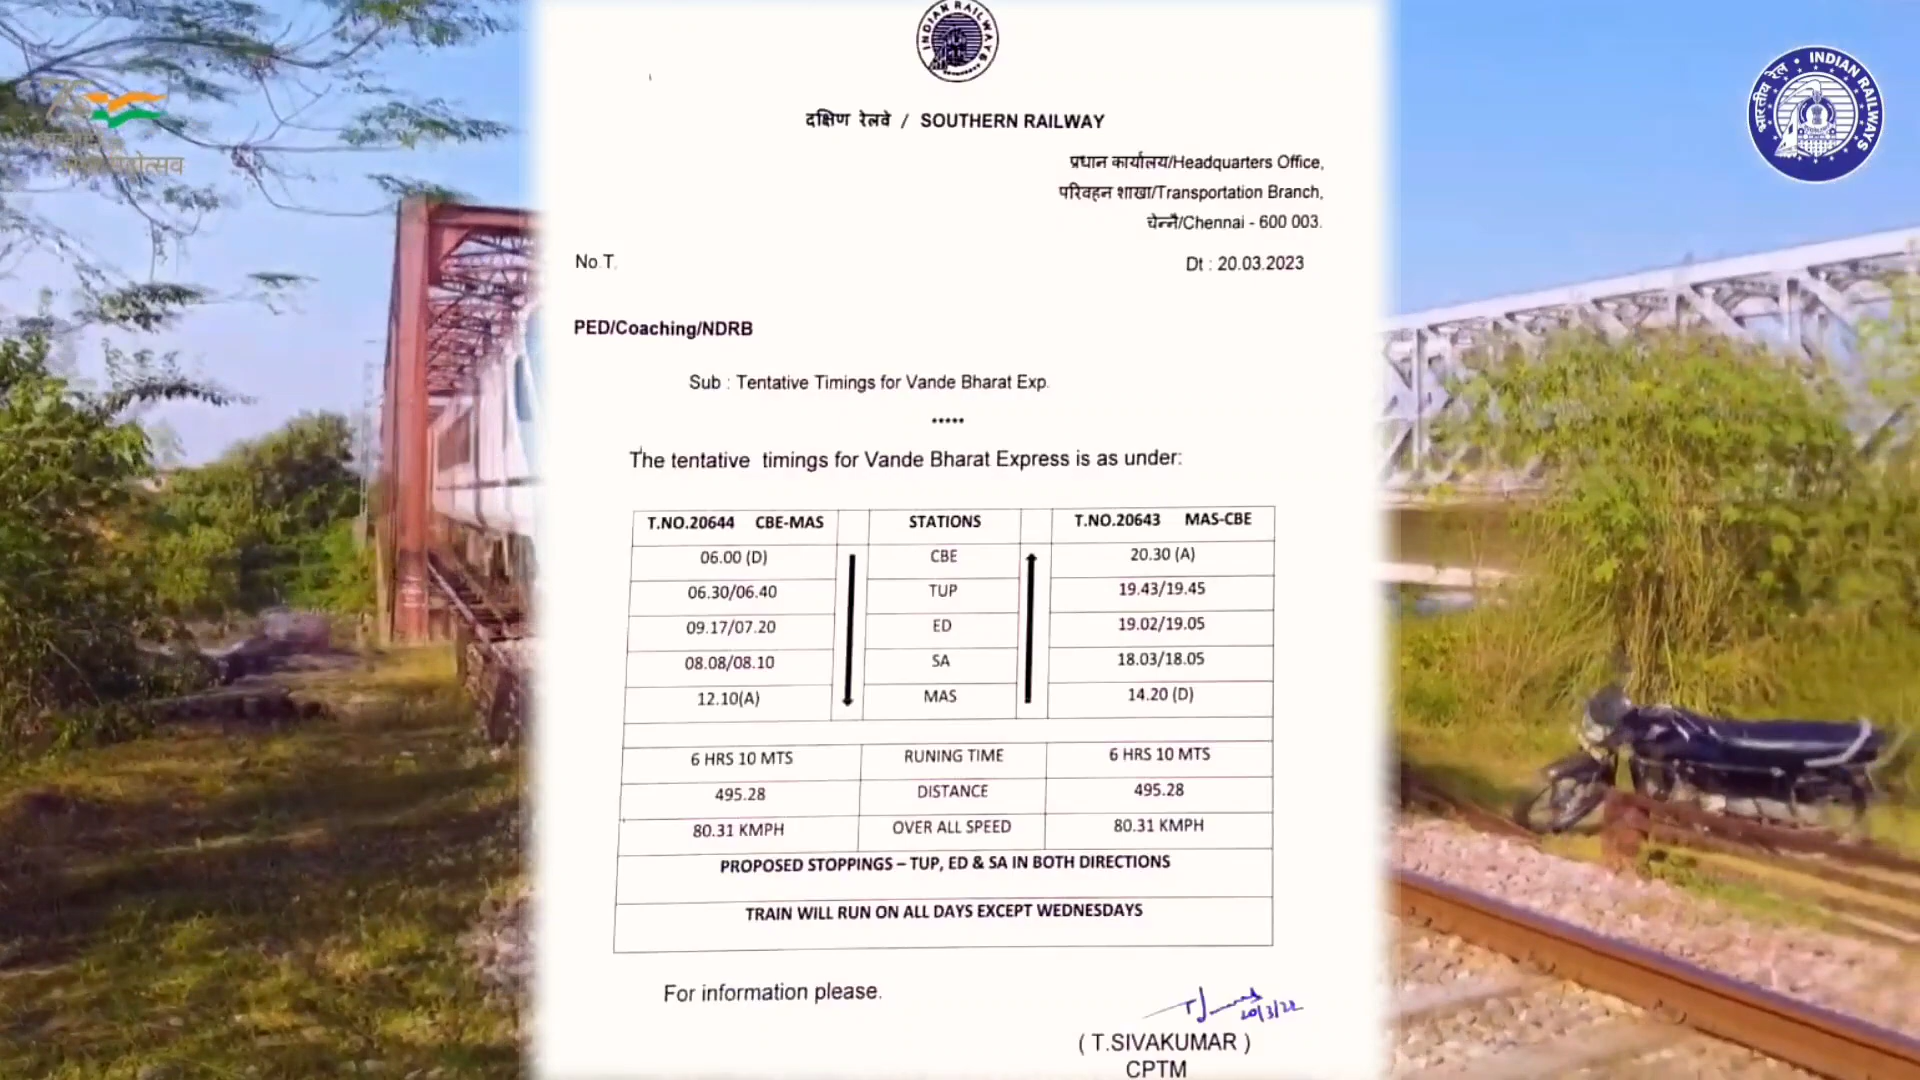 INDIAN RAILWAYS
दक्षिण रेलवे / SOUTHERN RAILWAY
प्रधान कार्यालय/Headquarters Office,
परिवहन शाखा/Transportation Branch,
चेन्नै/Chennai - 600 003.
No.T. Dt : 20.03.2023
PED/Coaching/NDRB
Sub : Tentative Timings for Vande Bharat Exp.
*****
The tentative timings for Vande Bharat Express is as under:
T.NO.20644 CBE-MAS STATIONS T.NO.20643 MAS-CBE
06.00 (D) CBE 20.30 (A)
06.30/06.40 TUP 19.43/19.45
09.17/07.20 ED 19.02/19.05
08.08/08.10 SA 18.03/18.05
12.10(A) MAS 14.20 (D)
6 HRS 10 MTS RUNING TIME 6 HRS 10 MTS
495.28 DISTANCE 495.28
80.31 KMPH OVER ALL SPEED 80.31 KMPH
PROPOSED STOPPINGS – TUP, ED & SA IN BOTH DIRECTIONS
TRAIN WILL RUN ON ALL DAYS EXCEPT WEDNESDAYS
For information please.
20/3/22
( T.SIVAKUMAR )
CPTM
भारतीय रेल • INDIAN RAILWAYS